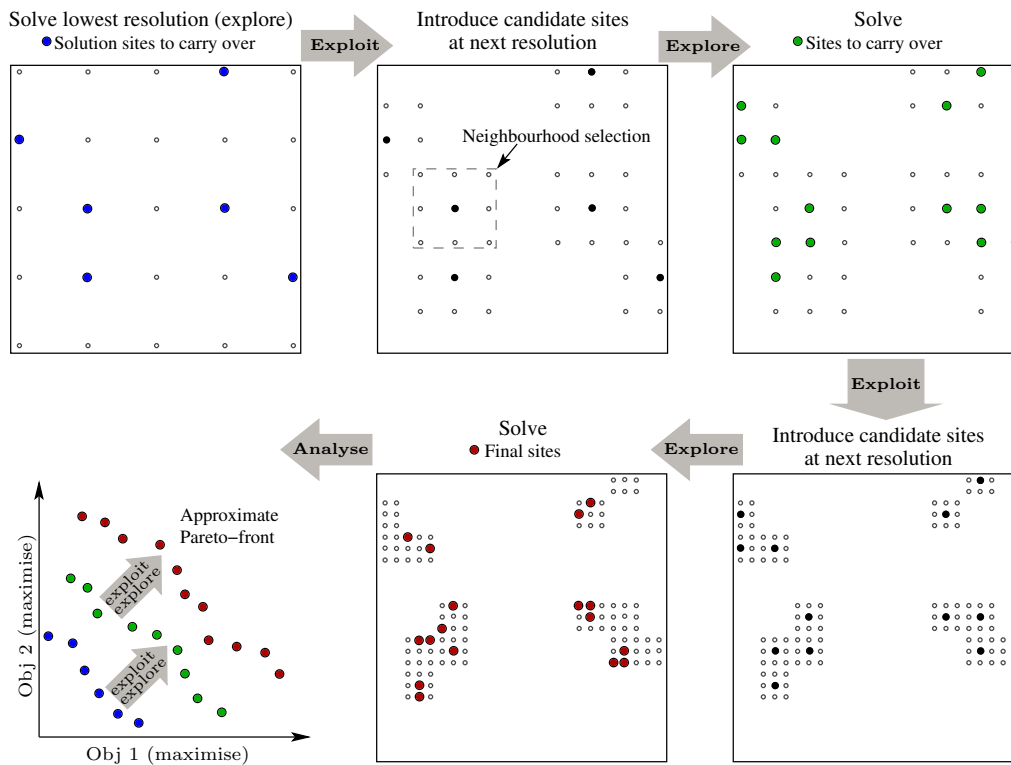 Solve lowest resolution (explore)
Solution sites to carry over
Exploit
Introduce candidate sites
at next resolution
Explore
Solve
Sites to carry over
Neighbourhood selection
Exploit
Introduce candidate sites
at next resolution
Explore
Solve
Final sites
Analyse
Approximate
Pareto-front
exploit
explore
exploit
explore
Obj 2 (maximise)
Obj 1 (maximise)